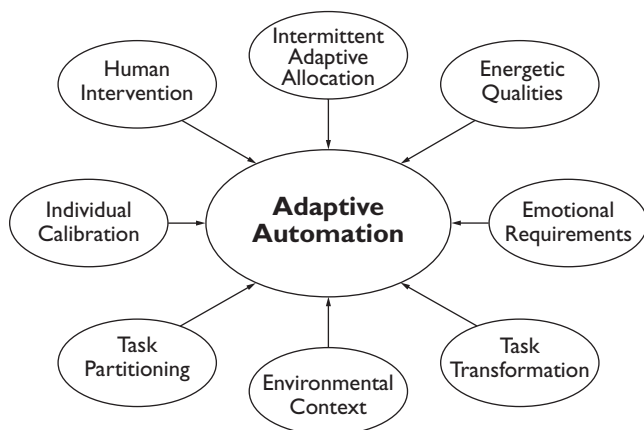 Intermittent
Adaptive
Allocation
Human
Intervention
Energetic
Qualities
Individual
Calibration
Adaptive
Automation
Emotional
Requirements
Task
Partitioning
Environmental
Context
Task
Transformation